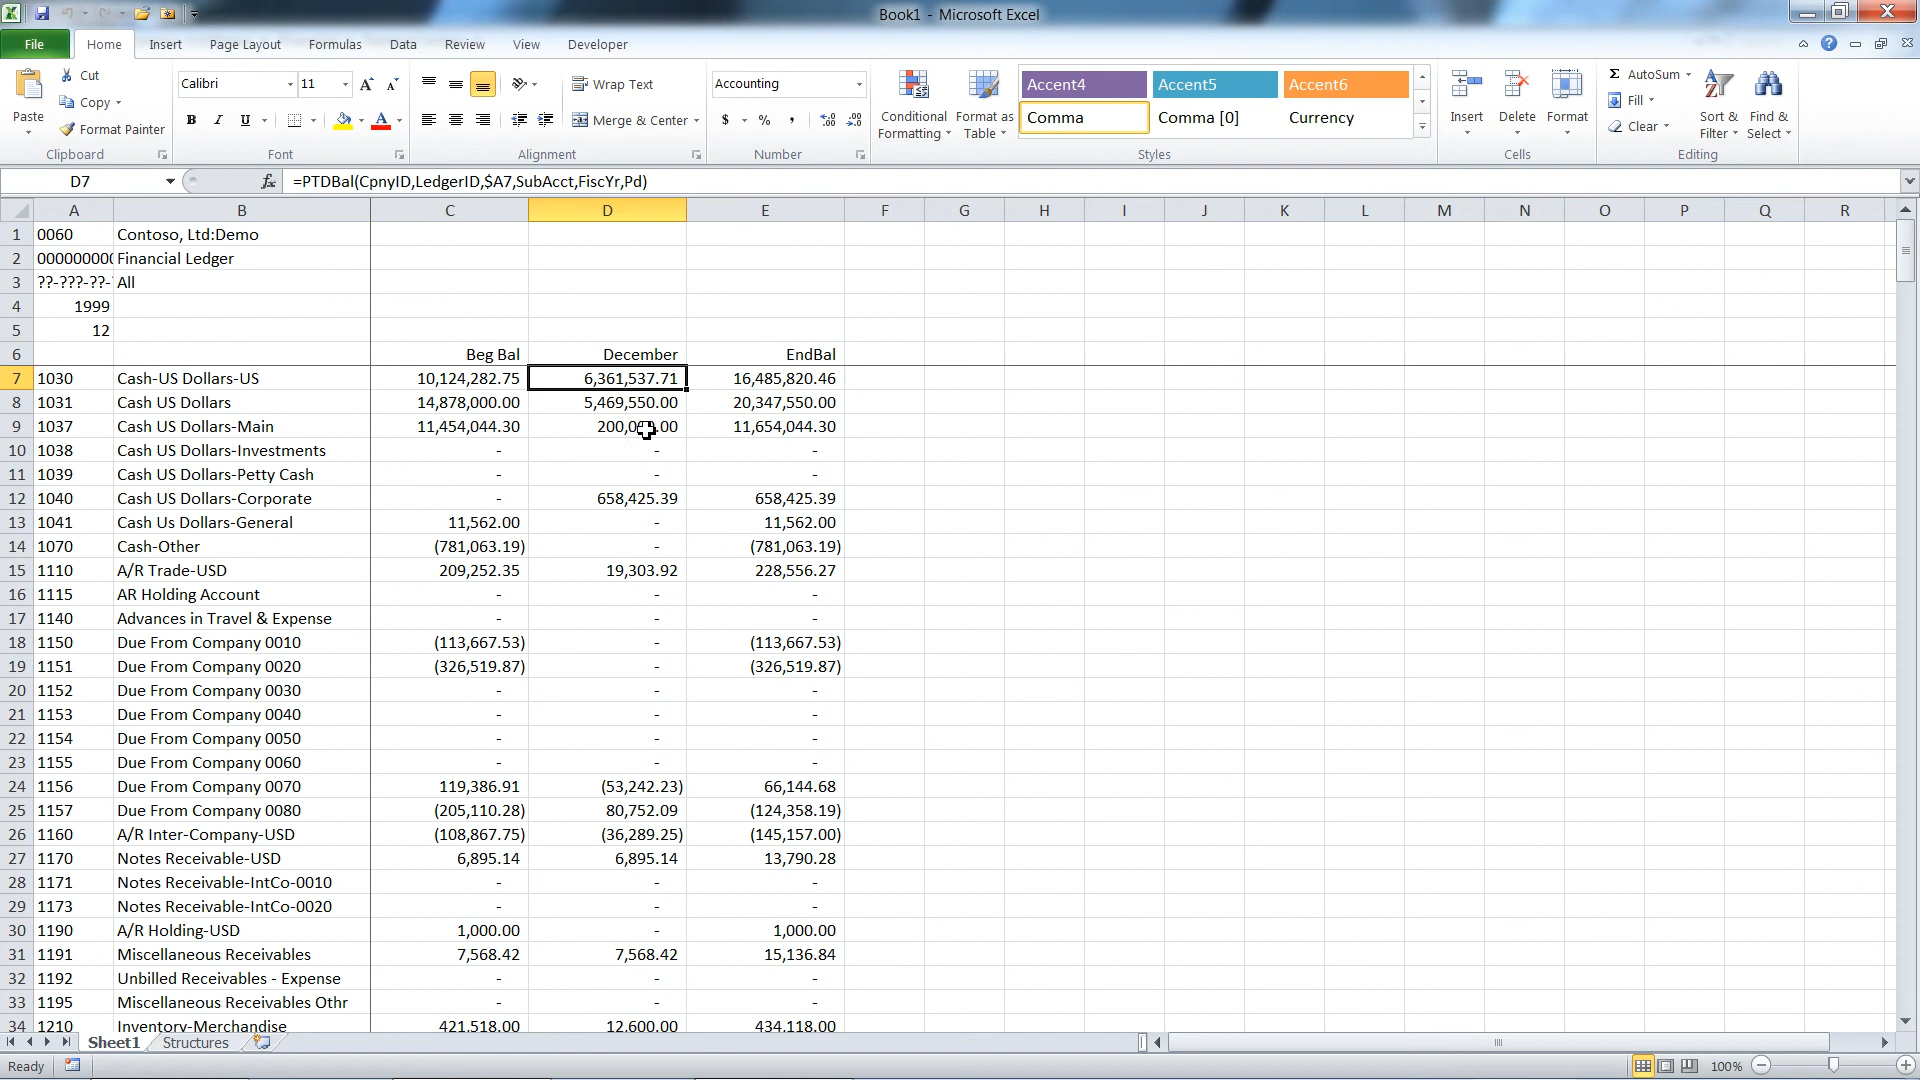 Book1 - Microsoft Excel
File Home Insert Page Layout Formulas Data Review View Developer
Paste
Cut
Copy
Format Painter
Clipboard
Calibri 11
B I U
Font
Wrap Text
Merge & Center
Alignment
Accounting
$ % ,
Number
Conditional Formatting
Format as Table
Accent4 Accent5 Accent6
Comma Comma [0] Currency
Styles
Insert Delete Format
Cells
AutoSum
Fill
Clear
Sort & Filter
Find & Select
Editing
D7 fx =PTDBal(CpnyID,LedgerID,$A7,SubAcct,FiscYr,Pd)
A B C D E F G H I J K L M N O P Q R
1 0060 Contoso, Ltd:Demo
2 000000000 Financial Ledger
3 ??-???-??- All
4 1999
5 12
6 Beg Bal December EndBal
7 1030 Cash-US Dollars-US 10,124,282.75 6,361,537.71 16,485,820.46
8 1031 Cash US Dollars 14,878,000.00 5,469,550.00 20,347,550.00
9 1037 Cash US Dollars-Main 11,454,044.30 11,654,044.30
10 1038 Cash US Dollars-Investments - - -
11 1039 Cash US Dollars-Petty Cash - - -
12 1040 Cash US Dollars-Corporate - 658,425.39 658,425.39
13 1041 Cash Us Dollars-General 11,562.00 - 11,562.00
14 1070 Cash-Other (781,063.19) - (781,063.19)
15 1110 A/R Trade-USD 209,252.35 19,303.92 228,556.27
16 1115 AR Holding Account - - -
17 1140 Advances in Travel & Expense - - -
18 1150 Due From Company 0010 (113,667.53) - (113,667.53)
19 1151 Due From Company 0020 (326,519.87) - (326,519.87)
20 1152 Due From Company 0030 - - -
21 1153 Due From Company 0040 - - -
22 1154 Due From Company 0050 - - -
23 1155 Due From Company 0060 - - -
24 1156 Due From Company 0070 119,386.91 (53,242.23) 66,144.68
25 1157 Due From Company 0080 (205,110.28) 80,752.09 (124,358.19)
26 1160 A/R Inter-Company-USD (108,867.75) (36,289.25) (145,157.00)
27 1170 Notes Receivable-USD 6,895.14 6,895.14 13,790.28
28 1171 Notes Receivable-IntCo-0010 - - -
29 1173 Notes Receivable-IntCo-0020 - - -
30 1190 A/R Holding-USD 1,000.00 - 1,000.00
31 1191 Miscellaneous Receivables 7,568.42 7,568.42 15,136.84
32 1192 Unbilled Receivables - Expense - - -
33 1195 Miscellaneous Receivables Othr - - -
34 1210 Inventory-Merchandise 421,518.00 12,600.00 434,118.00
Sheet1 Structures
Ready 100%